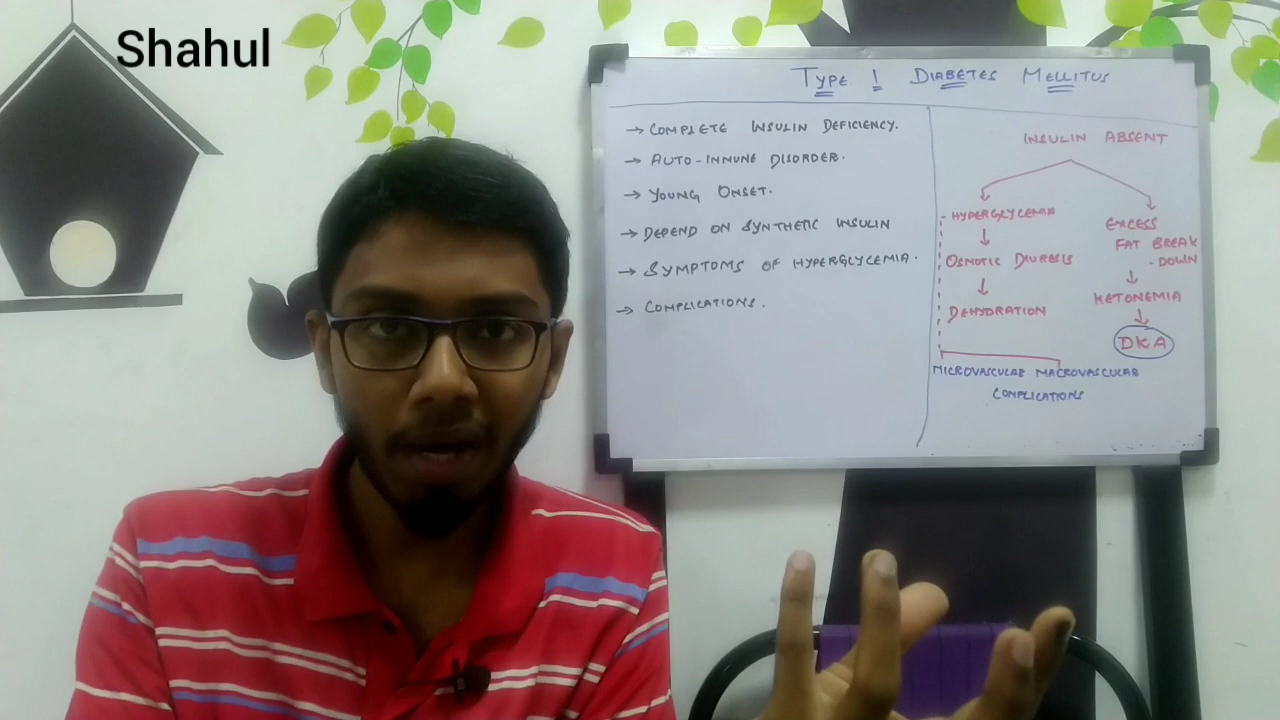 Shahul
TYPE 1 DIABETES MELLITUS
→ COMPLETE INSULIN DEFICIENCY.
→ AUTO-IMMUNE DISORDER.
→ YOUNG ONSET.
→ DEPEND ON SYNTHETIC INSULIN
→ SYMPTOMS OF HYPERGLYCEMIA.
→ COMPLICATIONS.
INSULIN ABSENT
HYPERGLYCEMIA
OSMOTIC DIURESIS
DEHYDRATION
EXCESS
FAT BREAK
-DOWN
KETONEMIA
DKA
MICROVASCULAR MACROVASCULAR
COMPLICATIONS